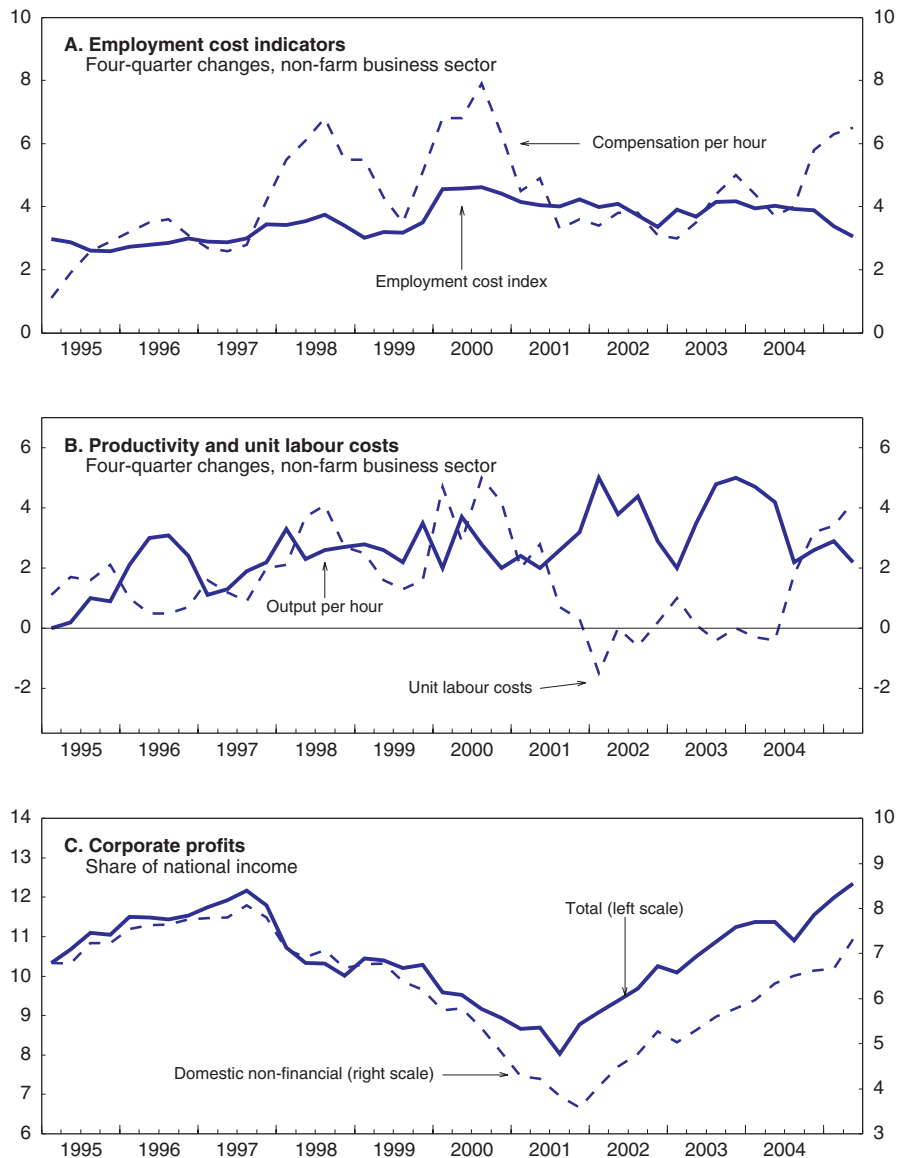 A. Employment cost indicators
Four-quarter changes, non-farm business sector
10 10
8 8
6 6
4 4
2 2
0 0
Compensation per hour
Employment cost index
1995 1996 1997 1998 1999 2000 2001 2002 2003 2004
B. Productivity and unit labour costs
Four-quarter changes, non-farm business sector
6 6
4 4
2 2
0 0
-2 -2
Output per hour
Unit labour costs
1995 1996 1997 1998 1999 2000 2001 2002 2003 2004
C. Corporate profits
Share of national income
14 10
13 9
12 8
11 7
10 6
9 5
8 4
7 3
6
Total (left scale)
Domestic non-financial (right scale)
1995 1996 1997 1998 1999 2000 2001 2002 2003 2004